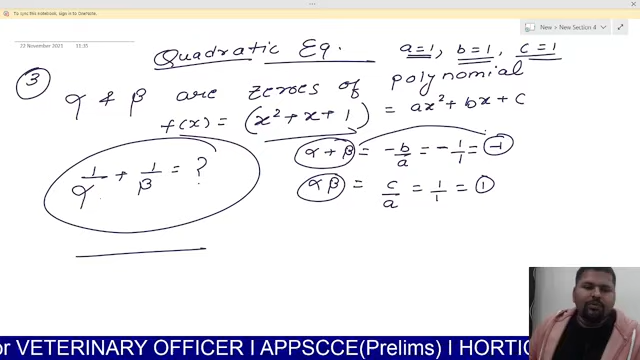 New + » New Section 4 +
To sync this notebook, sign in to OneNote.
22 November 2021 11:35
Quadratic Eq. a=1, b=1, c=1
③ α & β are zeroes of polynomial
f(x) = (x² + x + 1) = ax² + bx + c
α + β = -b/a = -1/1 = -1
1/α + 1/β = ?
αβ = c/a = 1/1 = 1
or VETERINARY OFFICER I APPSCCE(Prelims) I HORTIC